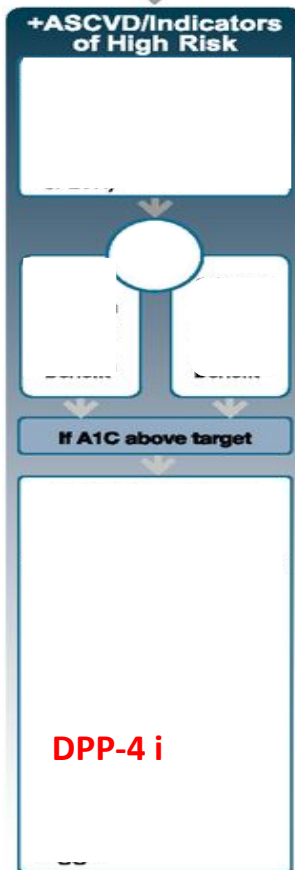 +ASCVD/Indicators
of High Risk
If A1C above target
DPP-4 i